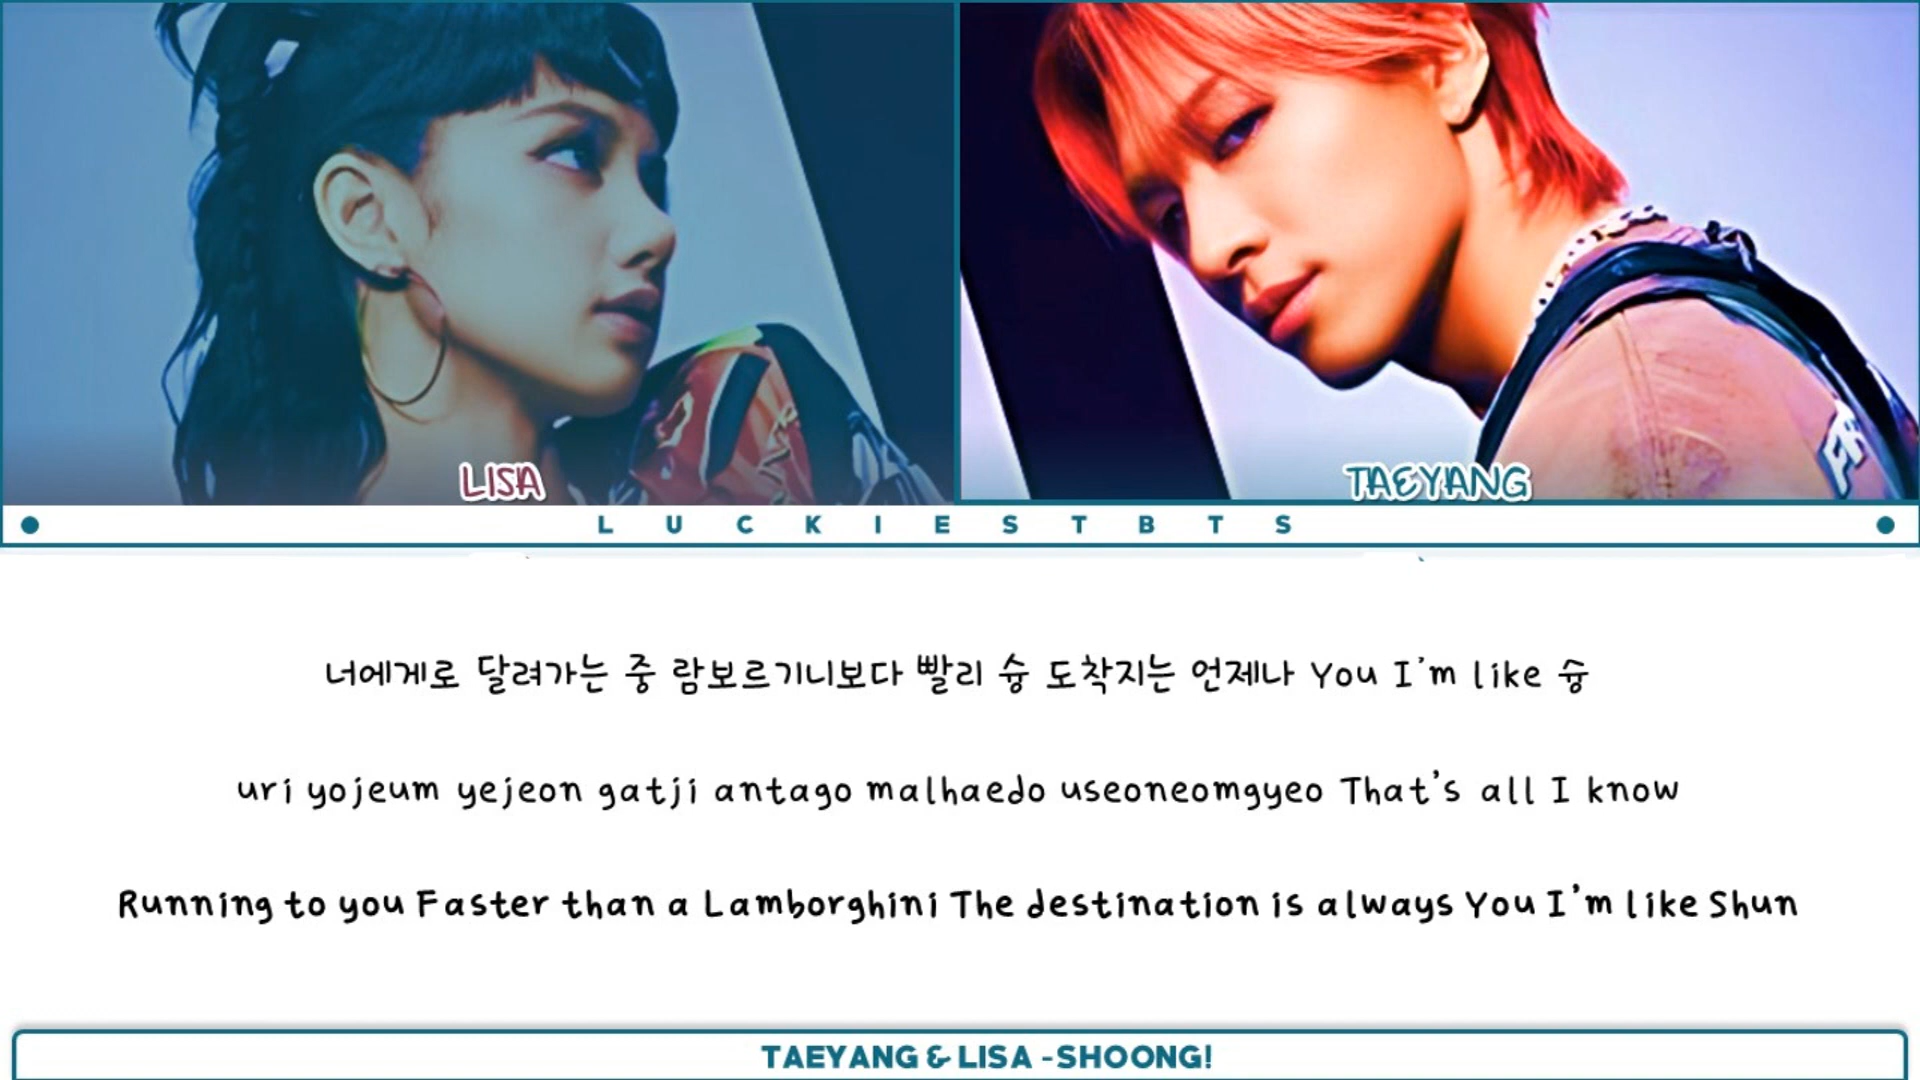 LISA
TAEYANG
LUCKIESTBTS
너에게로 달려가는 중 람보르기니보다 빨리 슝 도착지는 언제나 You I'm like 슝
uri yojeum yejeon gatji antago malhaedo useoneomgyeo That's all I know
Running to you Faster than a Lamborghini The destination is always You I'm like Shun
TAEYANG & LISA -SHOONG!